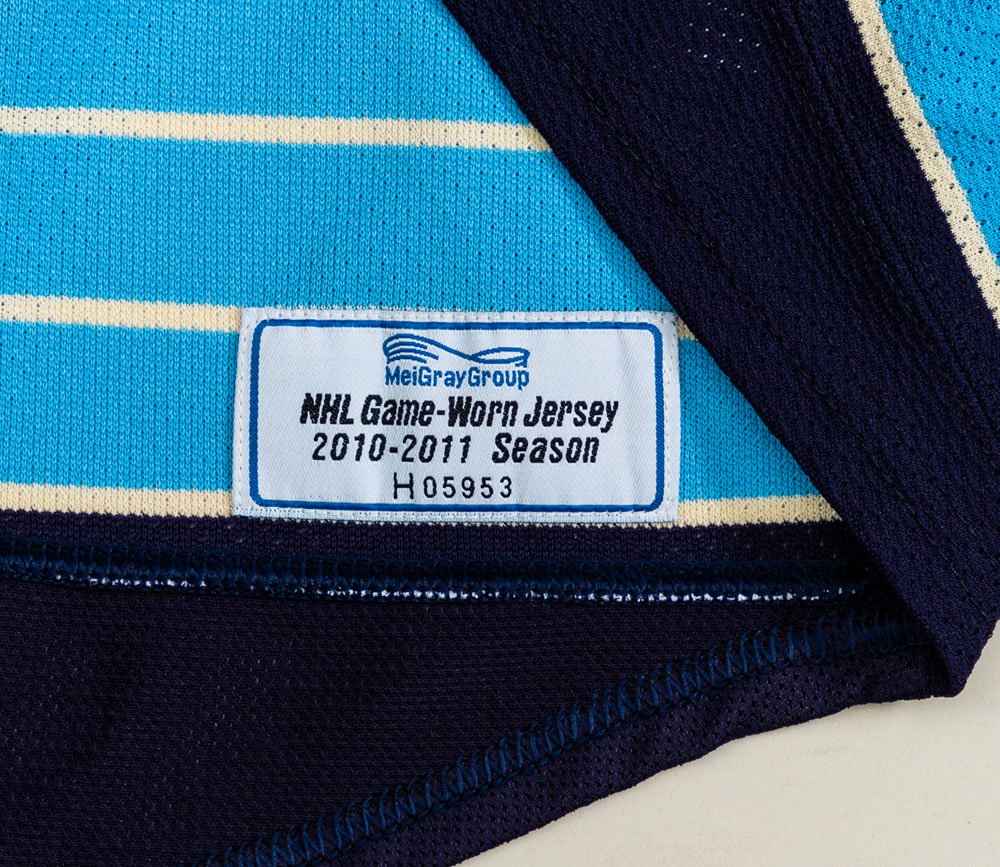 MeiGrayGroup
NHL Game-Worn Jersey
2010-2011 Season
H05953